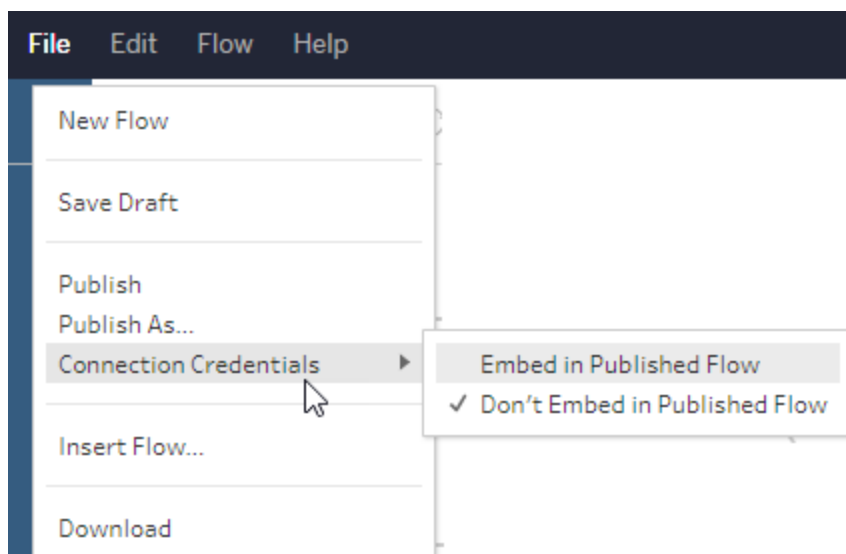 File Edit Flow Help
New Flow
Save Draft
Publish
Publish As...
Connection Credentials
Embed in Published Flow
Don't Embed in Published Flow
Insert Flow...
Download